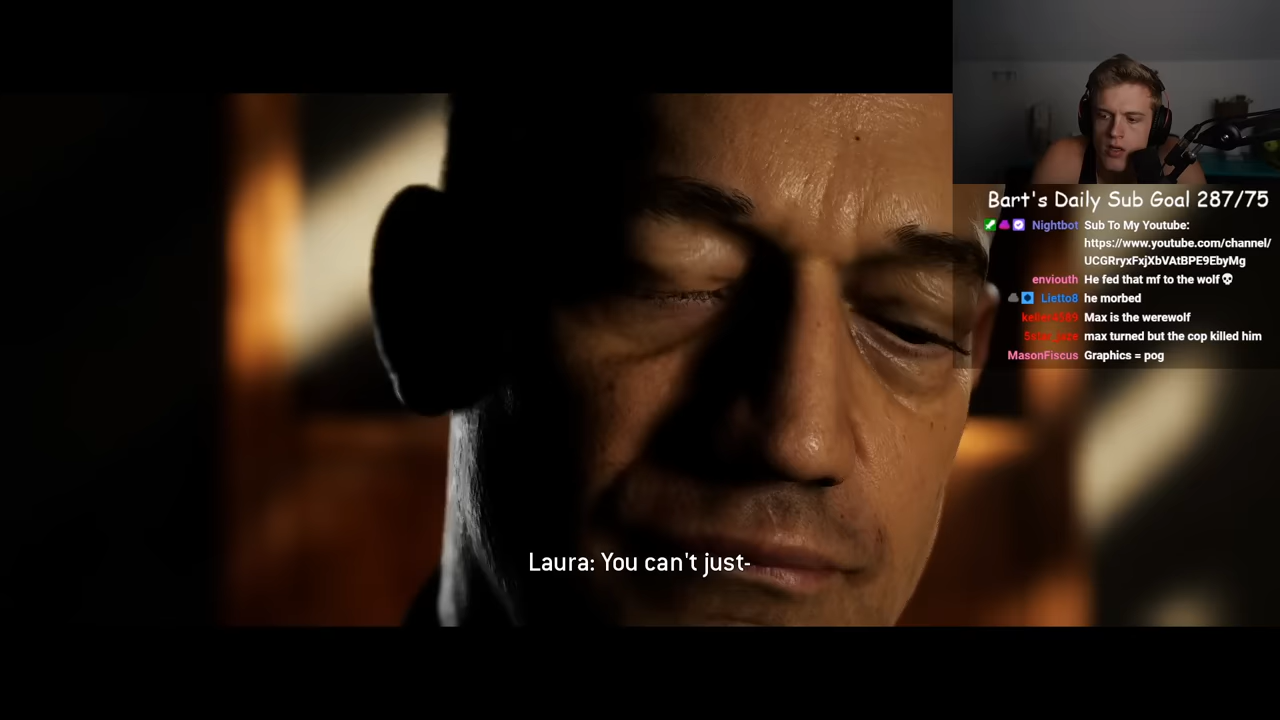 Bart's Daily Sub Goal 287/75
Nightbot Sub To My Youtube:
https://www.youtube.com/channel/
UCGRryxFxjXbVAtBPE9EbyMg
enviouth He fed that mf to the wolf💀
Lietto8 he morbed
Max is the werewolf
max turned but the cop killed him
MasonFiscus Graphics = pog
Laura: You can't just-